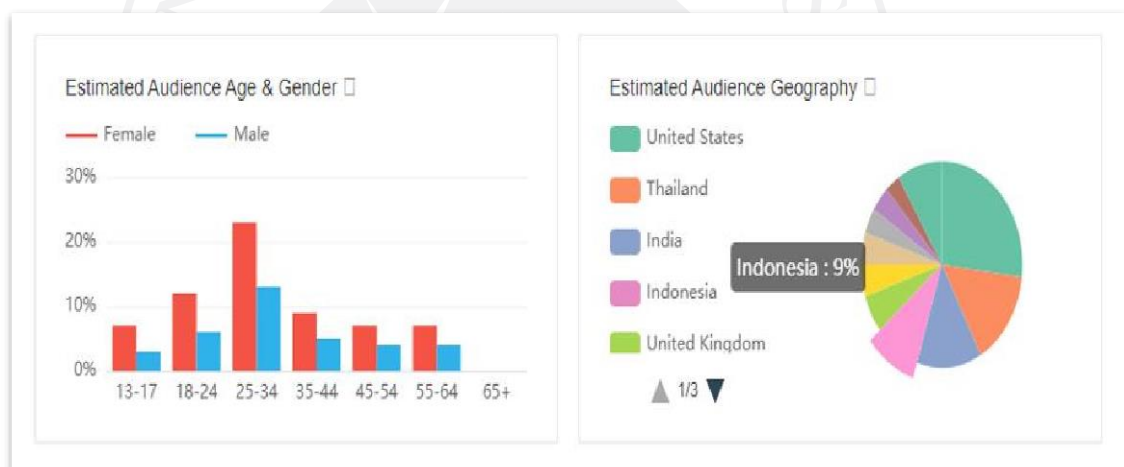 Estimated Audience Age & Gender
Female Male
30%
20%
10%
0%
13-17 18-24 25-34 35-44 45-54 55-64 65+
Estimated Audience Geography
United States
Thailand
India
Indonesia
United Kingdom
1/3
Indonesia : 9%